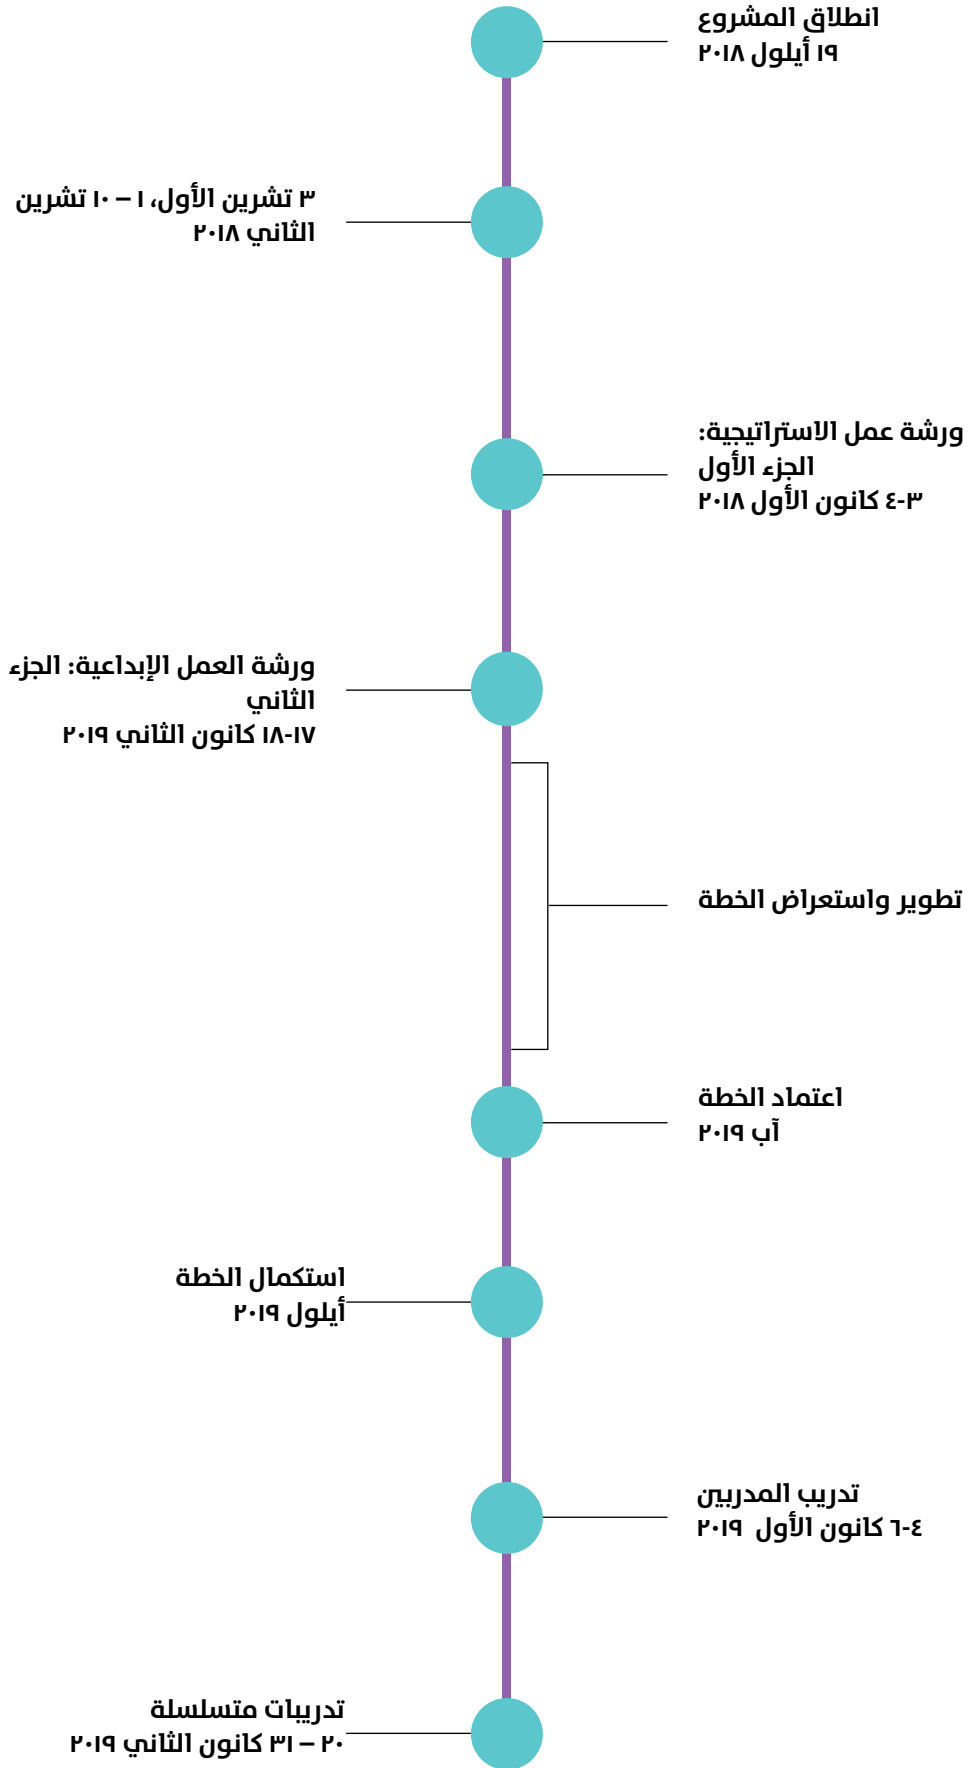 انطلاق المشروع
١٩ أيلول ٢٠١٨
٣ تشرين الأول، ١ – ١٠ تشرين
الثاني ٢٠١٨
ورشة عمل الاستراتيجية:
الجزء الأول
٣-٤ كانون الأول ٢٠١٨
ورشة العمل الإبداعية: الجزء
الثاني
١٧-١٨ كانون الثاني ٢٠١٩
تطوير واستعراض الخطة
اعتماد الخطة
آب ٢٠١٩
استكمال الخطة
أيلول ٢٠١٩
تدريب المدربين
٤-٦ كانون الأول ٢٠١٩
تدريبات متسلسلة
٢٠ – ٣١ كانون الثاني ٢٠١٩